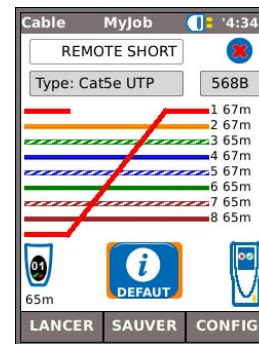 Cable MyJob '4:34
REMOTE SHORT
Type: Cat5e UTP 568B
1 67m
2 67m
3 65m
4 67m
5 67m
6 65m
7 65m
8 65m
01
i
65m
DEFAUT
LANCER SAUVER CONFIG